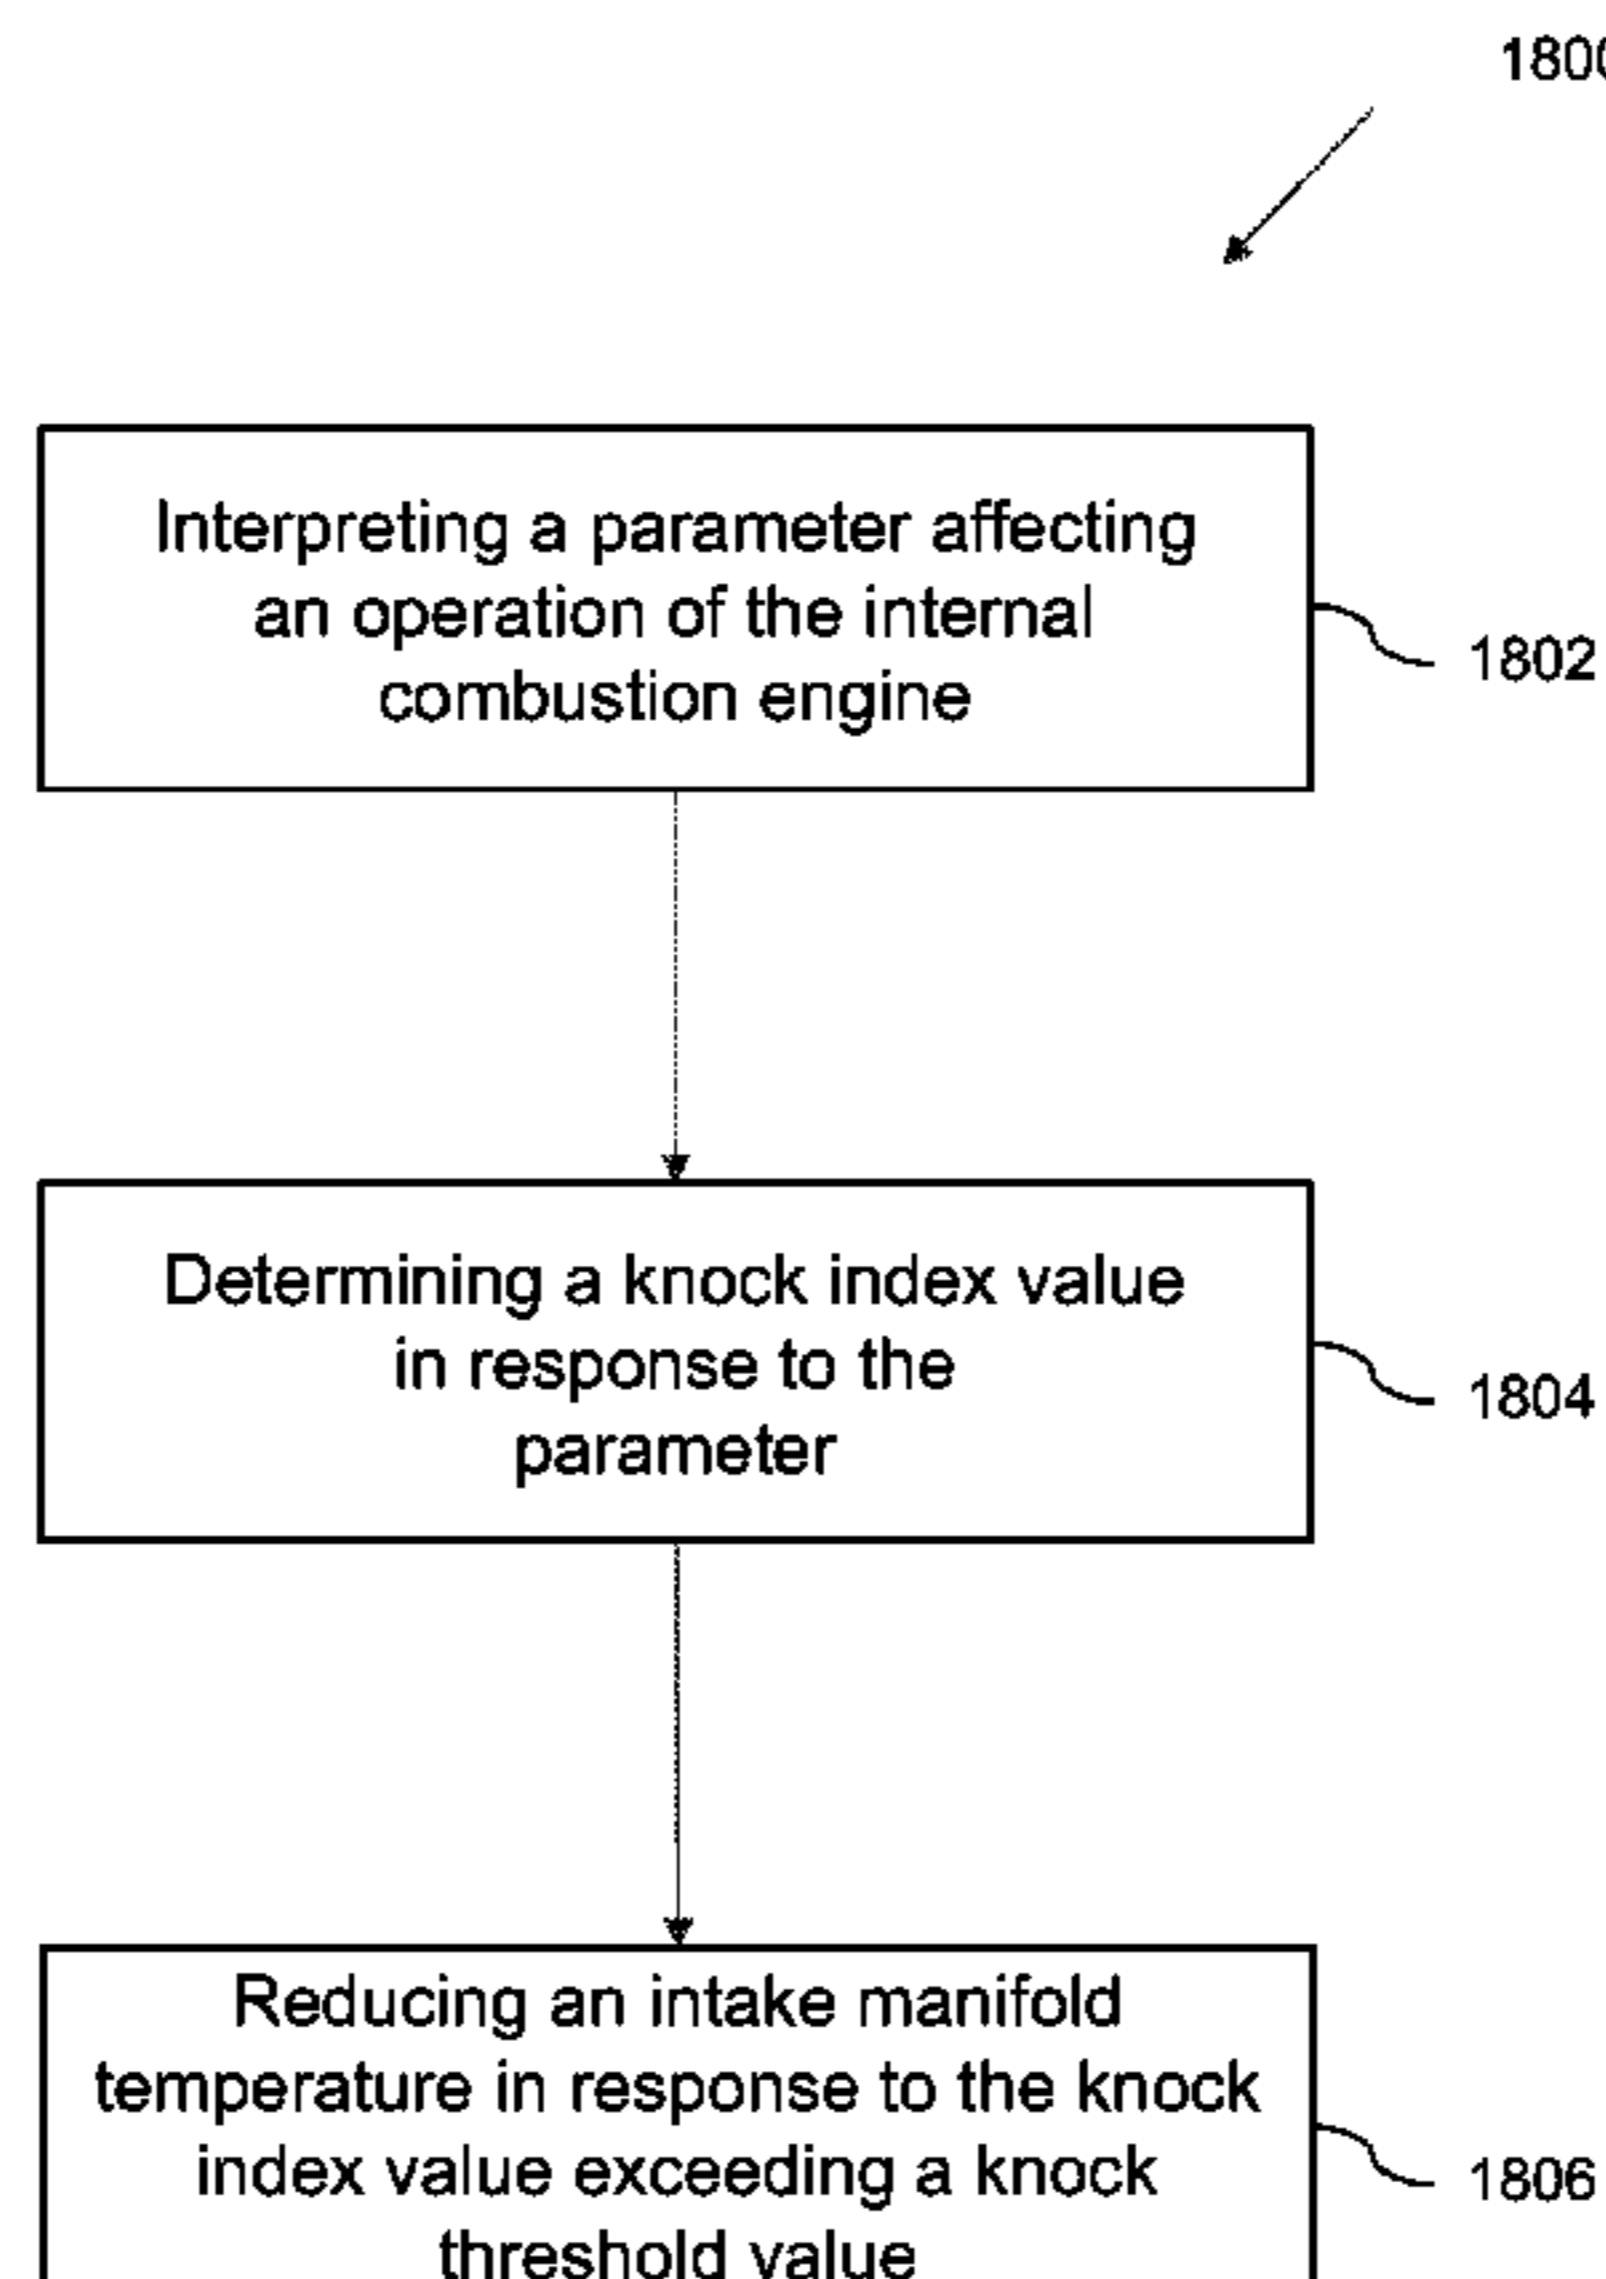 1800
Interpreting a parameter affecting
an operation of the internal
combustion engine
1802
Determining a knock index value
in response to the
parameter
1804
Reducing an intake manifold
temperature in response to the knock
index value exceeding a knock
threshold value
1806